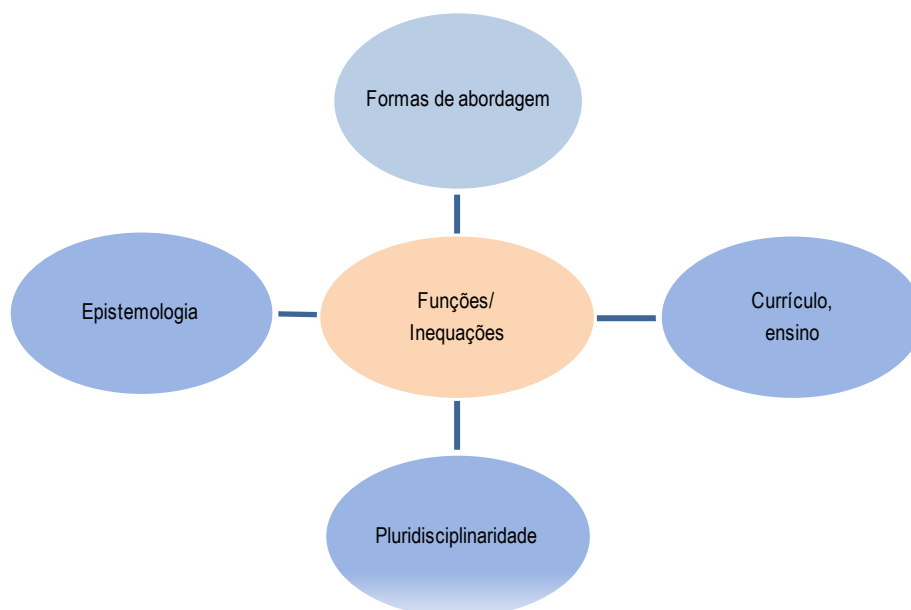 Formas de abordagem
Epistemologia
Funções/
Inequações
Currículo,
ensino
Pluridisciplinaridade